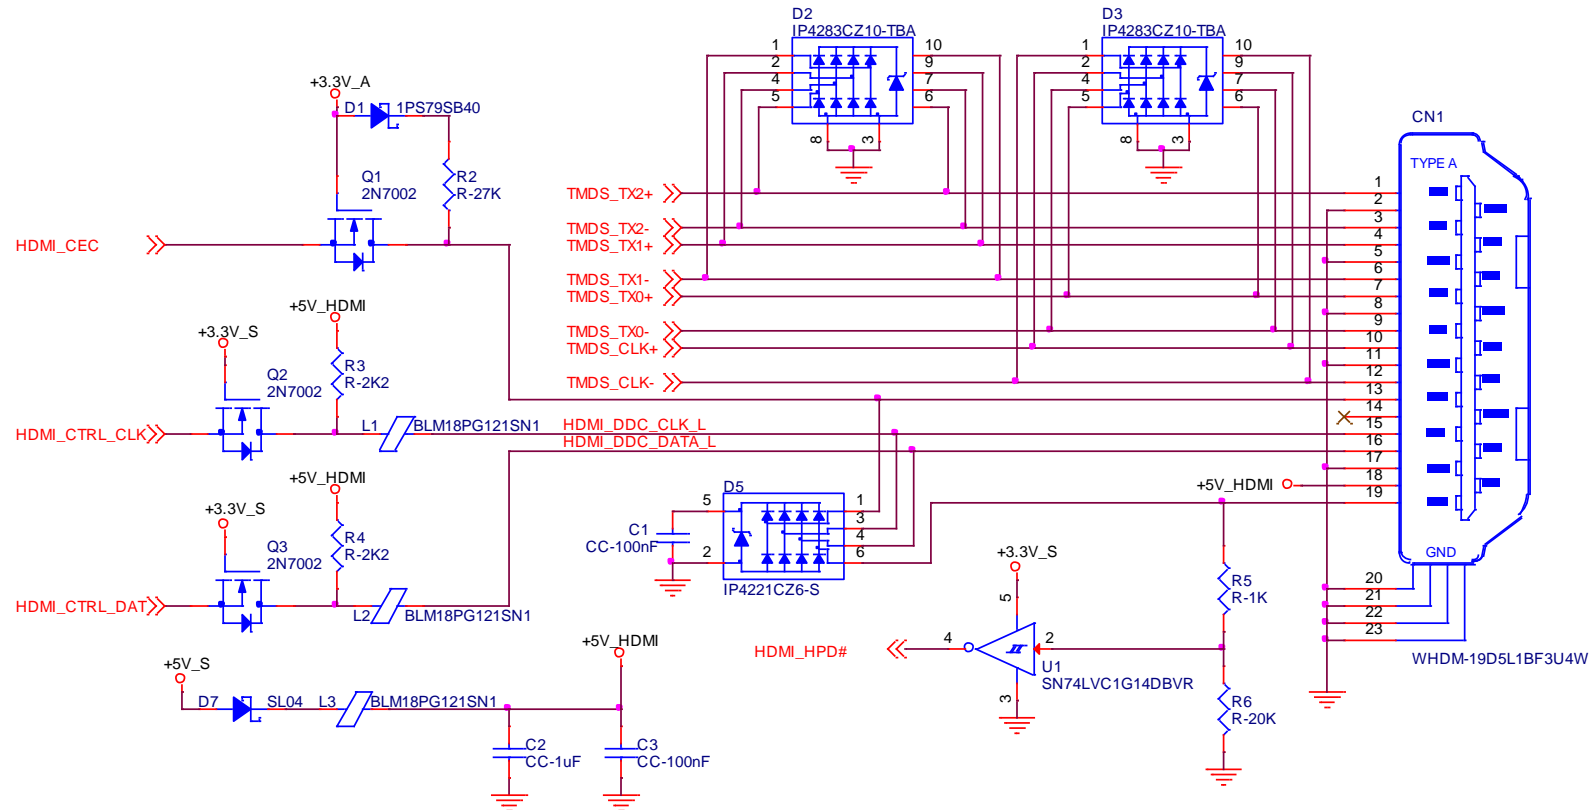 D2
IP4283CZ10-TBA
1
2
4
5
10
9
7
6
8
3
D3
IP4283CZ10-TBA
1
2
4
5
10
9
7
6
8
3
+3.3V_A
D1
1PS79SB40
Q1
2N7002
R2
R-27K
HDMI_CEC
TMDS_TX2+
TMDS_TX2-
TMDS_TX1+
TMDS_TX1-
TMDS_TX0+
TMDS_TX0-
TMDS_CLK+
TMDS_CLK-
CN1
TYPE A
1
2
3
4
5
6
7
8
9
10
11
12
13
14
15
16
17
18
19
GND
20
21
22
23
WHDM-19D5L1BF3U4W
+5V_HDMI
+3.3V_S
Q2
2N7002
R3
R-2K2
HDMI_CTRL_CLK
L1
BLM18PG121SN1
HDMI_DDC_CLK_L
HDMI_DDC_DATA_L
+5V_HDMI
+3.3V_S
Q3
2N7002
R4
R-2K2
HDMI_CTRL_DAT
L2
BLM18PG121SN1
D5
5
2
1
3
4
6
IP4221CZ6-S
C1
CC-100nF
+5V_HDMI
+3.3V_S
5
4
2
3
U1
SN74LVC1G14DBVR
HDMI_HPD#
R5
R-1K
R6
R-20K
+5V_S
D7
SL04
L3
BLM18PG121SN1
+5V_HDMI
C2
CC-1uF
C3
CC-100nF